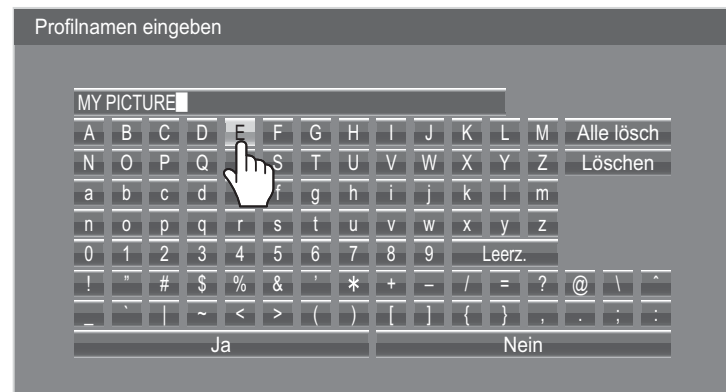 Profilnamen eingeben
MY PICTURE
A B C D E F G H I J K L M Alle lösch
N O P Q S T U V W X Y Z Löschen
a b c d f g h i j k l m
n o p q r s t u v w x y z
0 1 2 3 4 5 6 7 8 9 Leerz.
! " # $ % & ' * + – / = ? @ \ ^
_ ` | ~ < > ( ) [ ] { } , . ; :
Ja Nein